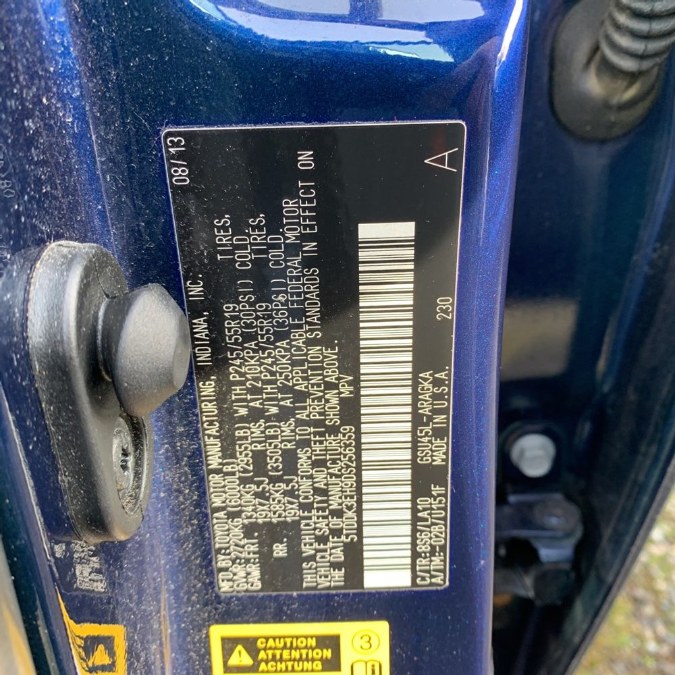 MFD. BY: TOYOTA MOTOR MANUFACTURING, INDIANA, INC. 08/13
GVWR: 2720KG (6000LB)
GAWR: FRT. 1340KG (2955LB) WITH P245/55R19 TIRES,
19X7.5J RIMS, AT 210KPA (30PSI) COLD
RR. 1588KG (3505LB) WITH P245/55R19 TIRES,
19X7.5J RIMS, AT 250KPA (36PSI) COLD
THIS VEHICLE CONFORMS TO ALL APPLICABLE FEDERAL MOTOR
VEHICLE SAFETY AND THEFT PREVENTION STANDARDS IN EFFECT ON
THE DATE OF MANUFACTURE SHOWN ABOVE.
5TDDK3EH9DS256359 MPV
C/TR: 8S6/LA10 GSU45L-ARAGKA 230
A/TM:-02B/U151F MADE IN U.S.A.
A
CAUTION
ATTENTION
ACHTUNG
3